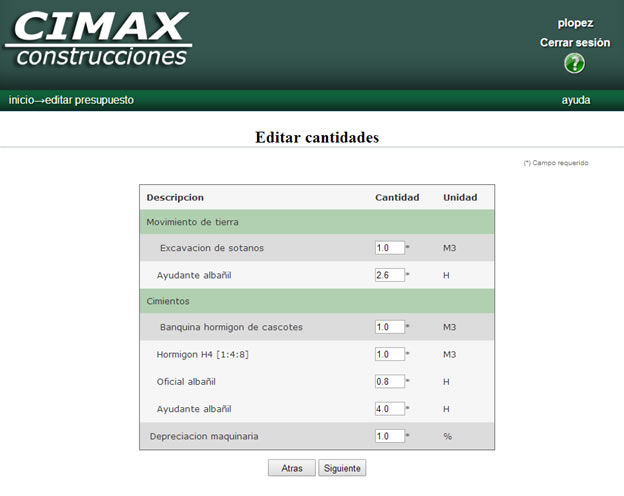 CIMAX
construcciones
plopez
Cerrar sesión
?
inicio→editar presupuesto ayuda
Editar cantidades
(*) Campo requerido
Descripcion Cantidad Unidad
Movimiento de tierra
Excavacion de sotanos 1.0 * M3
Ayudante albañil 2.6 * H
Cimientos
Banquina hormigon de cascotes 1.0 * M3
Hormigon H4 [1:4:8] 1.0 * M3
Oficial albañil 0.8 * H
Ayudante albañil 4.0 * H
Depreciacion maquinaria 1.0 * %
Atras Siguiente